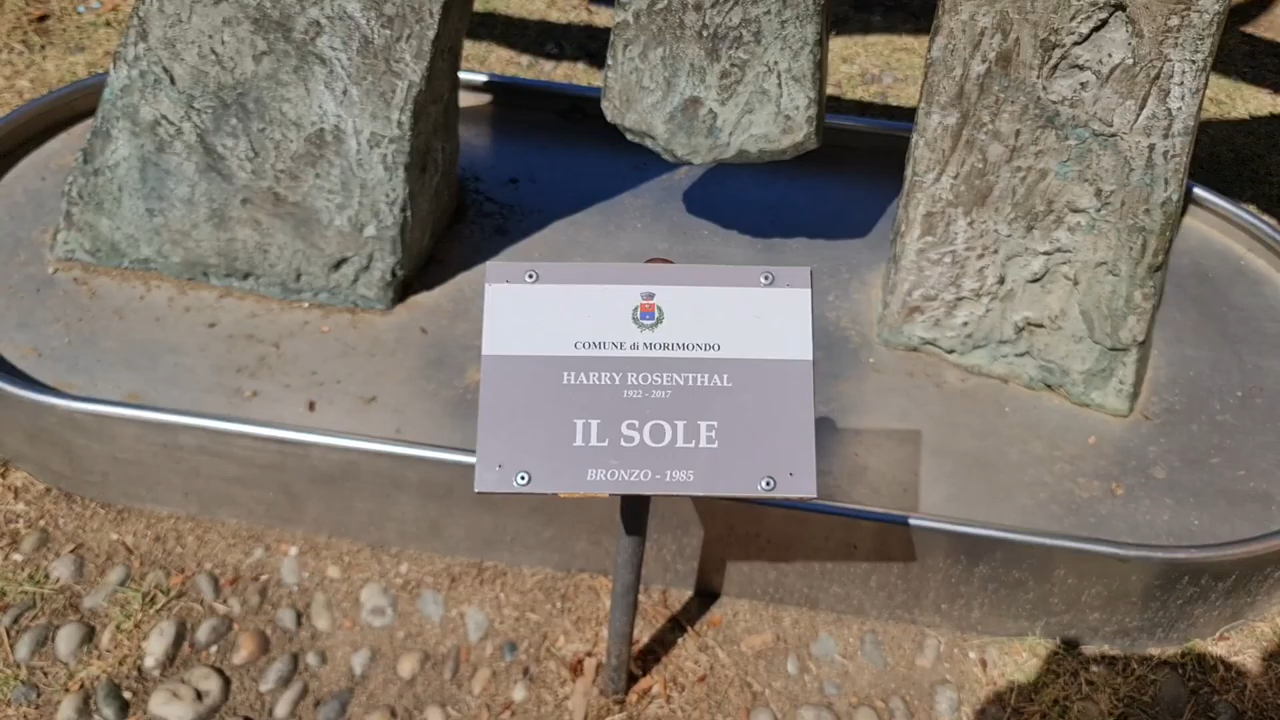 COMUNE di MORIMONDO
HARRY ROSENTHAL
1922 - 2017
IL SOLE
BRONZO - 1985